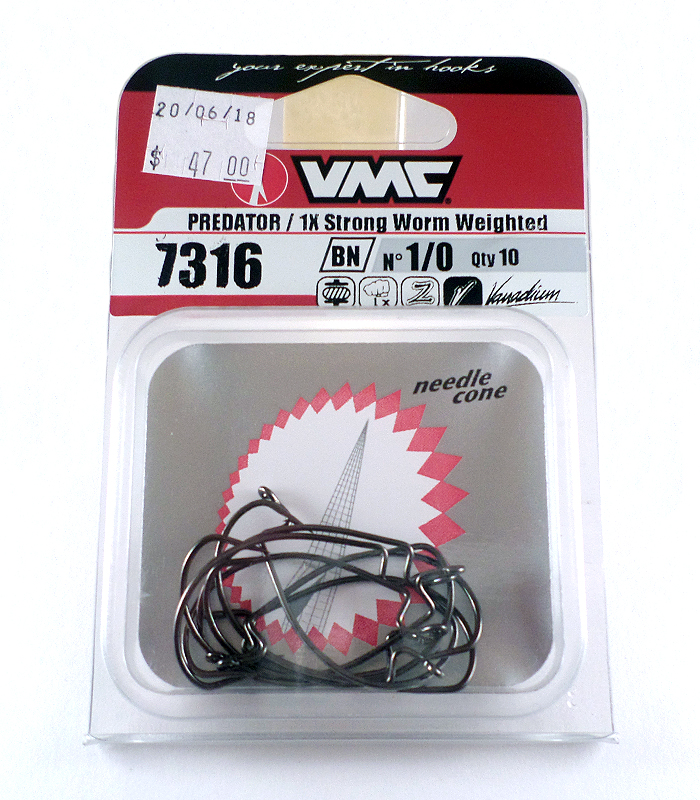 your expert in hooks
20/06/18
$ 47 00
VMC
PREDATOR / 1X Strong Worm Weighted
7316
BN N° 1/0 Qty 10
1X
Vanadium
needle
cone